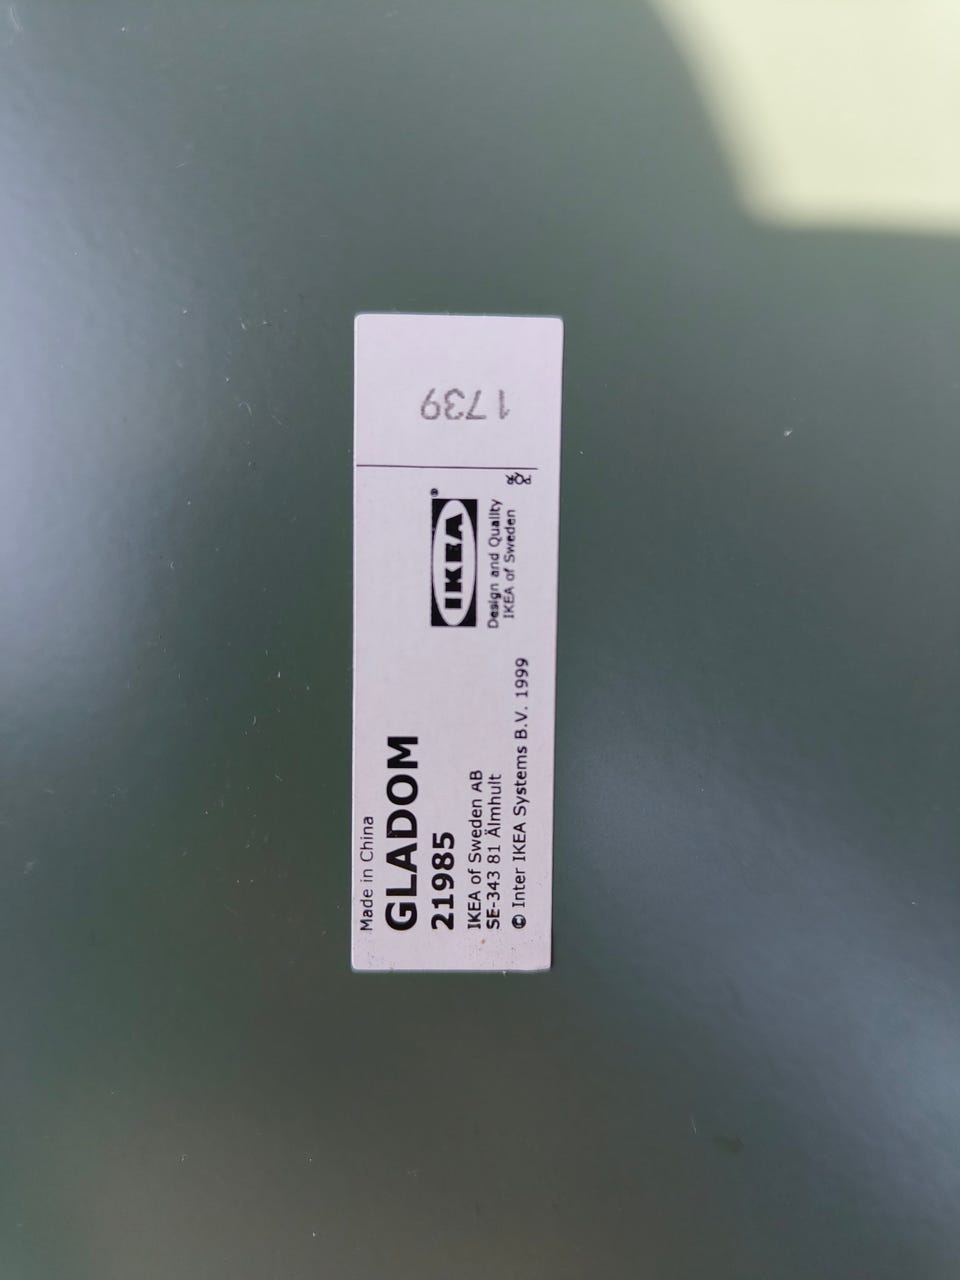 Made in China
GLADOM
21985
IKEA of Sweden AB
SE-343 81 Älmhult
© Inter IKEA Systems B.V. 1999
IKEA®
Design and Quality
IKEA of Sweden
1739